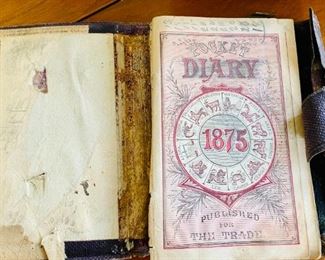 POCKET
DIARY
1875
PUBLISHED
FOR
THE TRADE